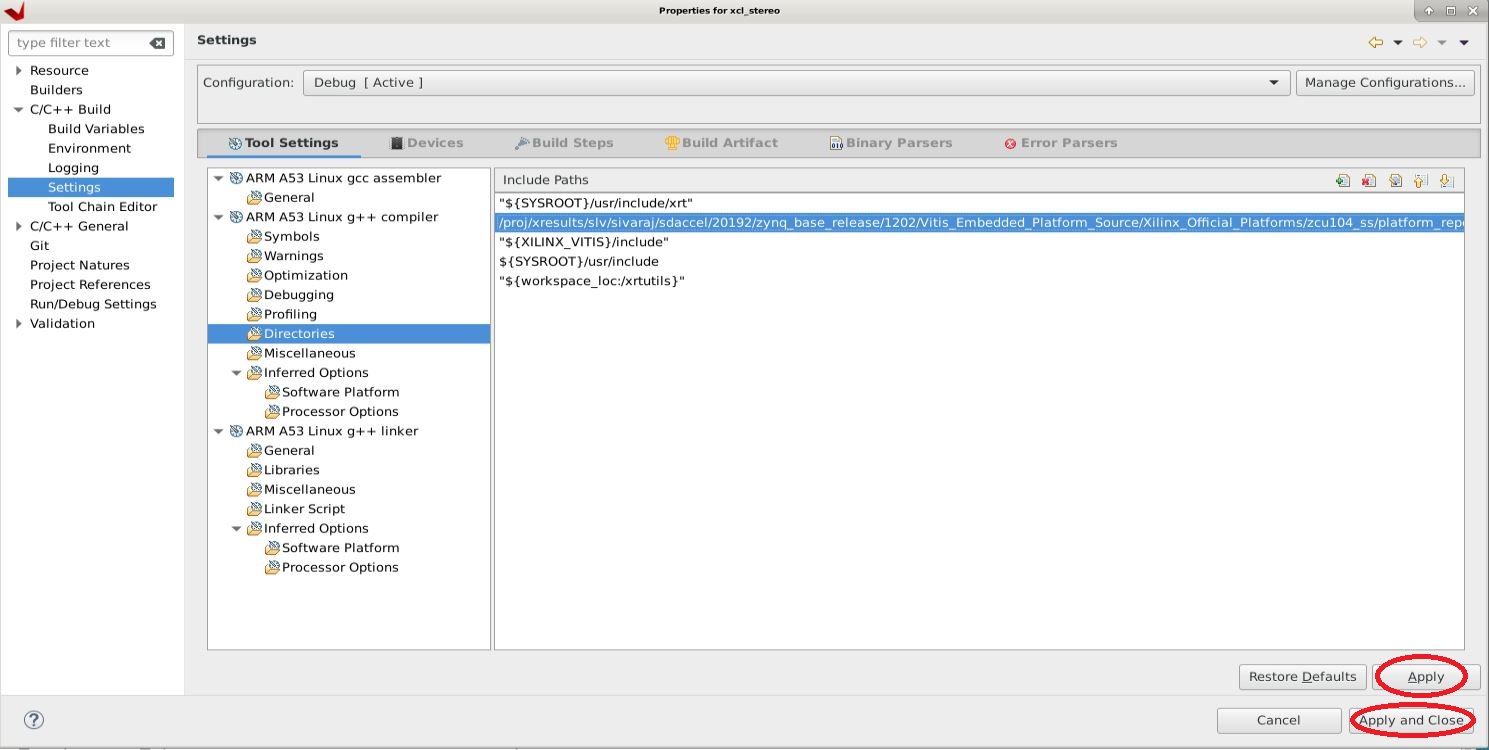 Properties for xcl_stereo
type filter text
Resource
Builders
C/C++ Build
Build Variables
Environment
Logging
Settings
Tool Chain Editor
C/C++ General
Git
Project Natures
Project References
Run/Debug Settings
Validation
Settings
Configuration: Debug [ Active ] Manage Configurations...
Tool Settings Devices Build Steps Build Artifact Binary Parsers Error Parsers
ARM A53 Linux gcc assembler
General
ARM A53 Linux g++ compiler
Symbols
Warnings
Optimization
Debugging
Profiling
Directories
Miscellaneous
Inferred Options
Software Platform
Processor Options
ARM A53 Linux g++ linker
General
Libraries
Miscellaneous
Linker Script
Inferred Options
Software Platform
Processor Options
Include Paths
"${SYSROOT}/usr/include/xrt"
/proj/xresults/slv/sivaraj/sdaccel/20192/zynq_base_release/1202/Vitis_Embedded_Platform_Source/Xilinx_Official_Platforms/zcu104_ss/platform_repo
"${XILINX_VITIS}/include"
${SYSROOT}/usr/include
"${workspace_loc:/xrtutils}"
Restore Defaults Apply
Cancel Apply and Close